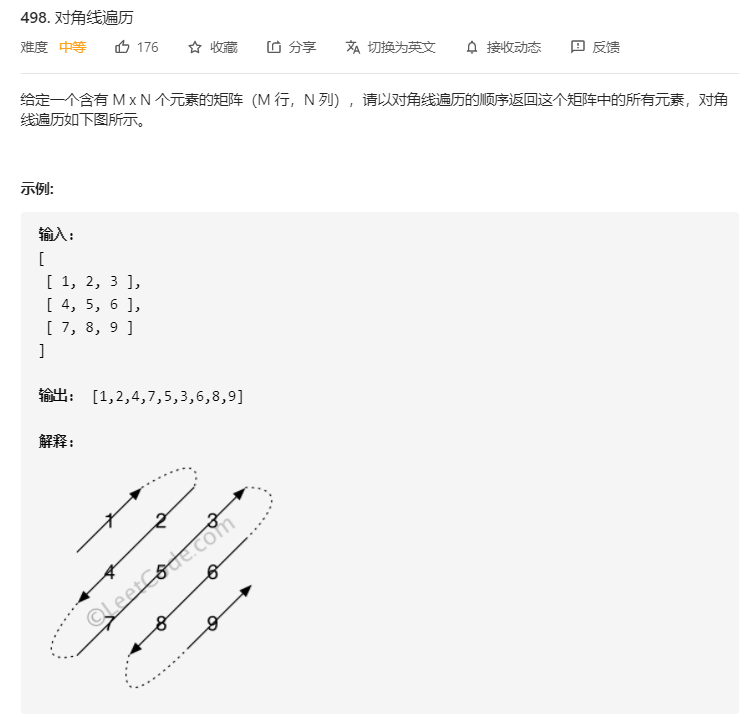 498. 对角线遍历
难度 中等 176 收藏 分享 切换为英文 接收动态 反馈
给定一个含有 M x N 个元素的矩阵（M 行，N 列），请以对角线遍历的顺序返回这个矩阵中的所有元素，对角
线遍历如下图所示。
示例:
输入:
[
[ 1, 2, 3 ],
[ 4, 5, 6 ],
[ 7, 8, 9 ]
]
输出: [1,2,4,7,5,3,6,8,9]
解释:
1 2 3
4 5 6
7 8 9
©LeetCode.com